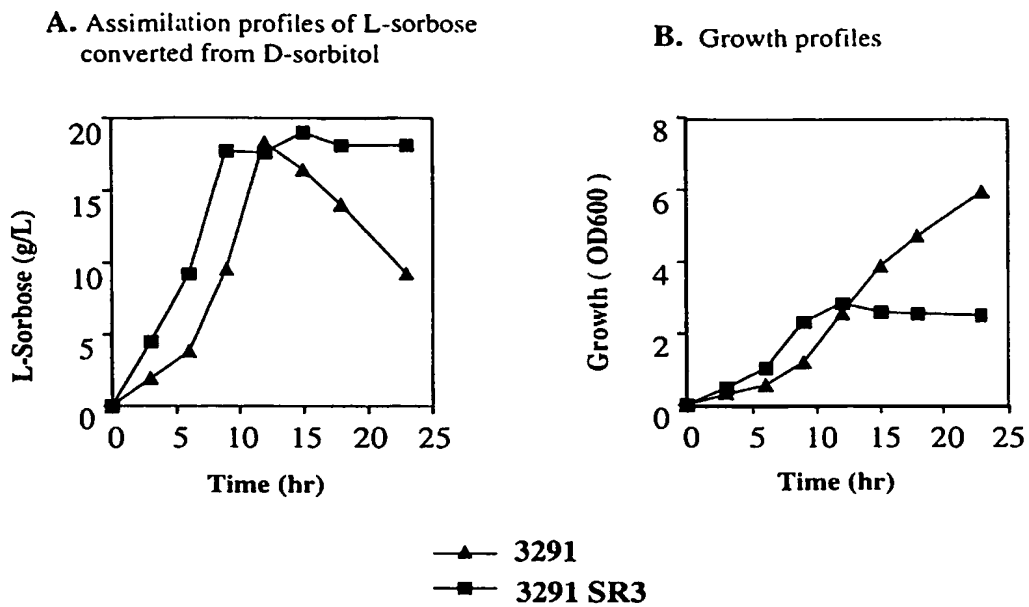 A. Assimilation profiles of L-sorbose
converted from D-sorbitol
B. Growth profiles
L-Sorbose (g/L)
20
15
10
5
0
0 5 10 15 20 25
Time (hr)
Growth ( OD600 )
8
6
4
2
0
0 5 10 15 20 25
Time (hr)
3291
3291 SR3